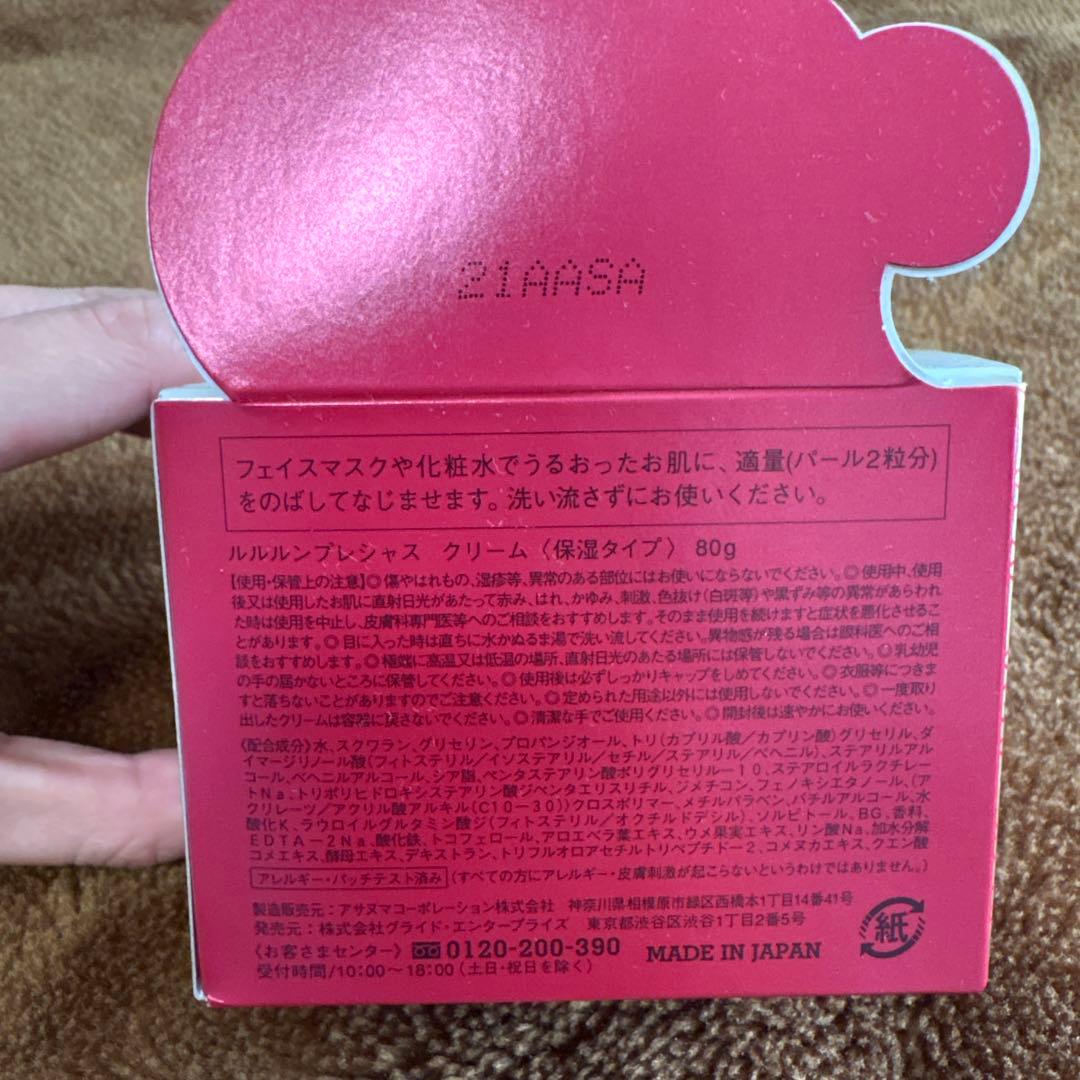 21AASA
フェイスマスクや化粧水でうるおったお肌に、適量(パール2粒分)
をのばしてなじませます。洗い流さずにお使いください。
ルルルンプレシャス クリーム〈保湿タイプ〉 80g
【使用・保管上の注意】◎傷やはれもの、湿疹等、異常のある部位にはお使いにならないでください。◎使用中、使用
後又は使用したお肌に直射日光があたって赤み、はれ、かゆみ、刺激、色抜け(白斑等)や黒ずみ等の異常があらわれ
た時は使用を中止し、皮膚科専門医等へのご相談をおすすめします。そのまま使用を続けますと症状を悪化させるこ
とがあります。◎目に入った時は直ちに水かぬるま湯で洗い流してください。異物感が残る場合は眼科医へのご相
談をおすすめします。◎極端に高温又は低温の場所、直射日光のあたる場所には保管しないでください。◎乳幼児
の手の届かないところに保管してください。◎使用後は必ずしっかりキャップをしめてください。◎衣服等につきま
すと落ちないことがありますのでご注意ください。◎定められた用途以外には使用しないでください。◎一度取り
出したクリームは容器に戻さないでください。◎清潔な手でご使用ください。◎開封後は速やかにお使いください。
《配合成分》水、スクワラン、グリセリン、プロパンジオール、トリ(カプリル酸/カプリン酸)グリセリル、ダ
イマージリノール酸(フィトステリル/イソステアリル/セチル/ステアリル/ベヘニル)、ステアリルアル
コール、ベヘニルアルコール、シア脂、ペンタステアリン酸ポリグリセリル-10、ステアロイルラクチレー
トNa、トリポリヒドロキシステアリン酸ジペンタエリスリチル、ジメチコン、フェノキシエタノール、(ア
クリレーツ/アクリル酸アルキル(C10-30))クロスポリマー、メチルパラベン、バチルアルコール、水
酸化K、ラウロイルグルタミン酸ジ(フィトステリル/オクチルドデシル)、ソルビトール、BG、香料、
EDTA-2Na、酸化鉄、トコフェロール、アロエベラ葉エキス、ウメ果実エキス、リン酸Na、加水分解
コメエキス、酵母エキス、デキストラン、トリフルオロアセチルトリペプチド-2、コメヌカエキス、クエン酸
アレルギー・パッチテスト済み (すべての方にアレルギー・皮膚刺激が起こらないというわけではありません。)
製造販売元：アサヌマコーポレーション株式会社 神奈川県相模原市緑区西橋本1丁目14番41号
発売元：株式会社グライド・エンタープライズ 東京都渋谷区渋谷1丁目2番5号
《お客さまセンター》 0120-200-390 MADE IN JAPAN
受付時間/10:00～18:00(土日・祝日を除く)
紙